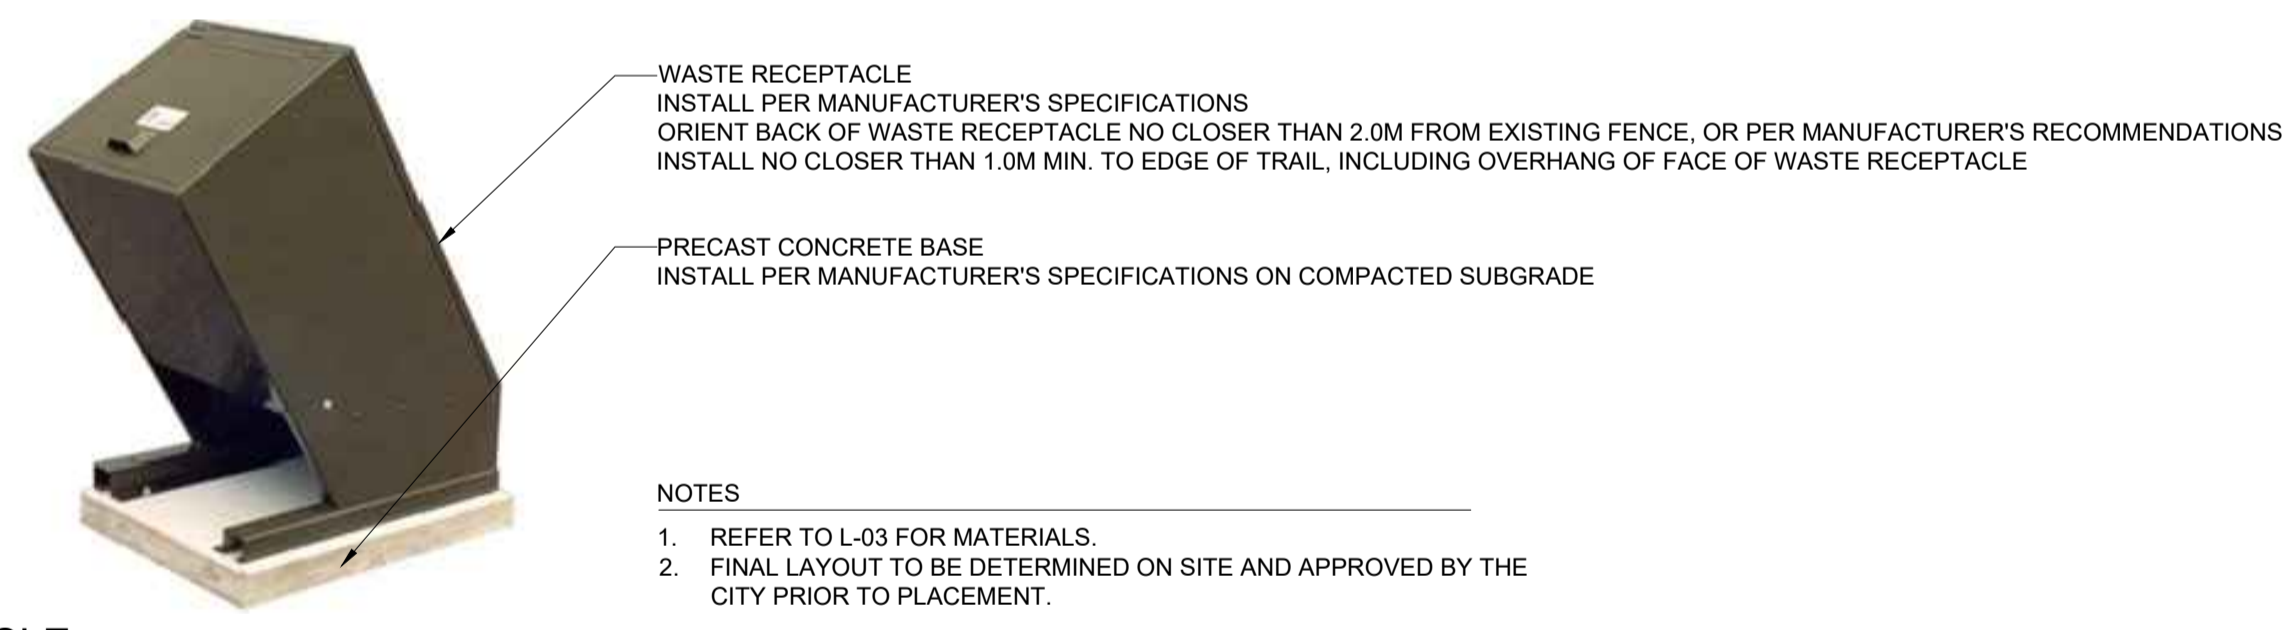 WASTE RECEPTACLE
INSTALL PER MANUFACTURER'S SPECIFICATIONS
ORIENT BACK OF WASTE RECEPTACLE NO CLOSER THAN 2.0M FROM EXISTING FENCE, OR PER MANUFACTURER'S RECOMMENDATIONS
INSTALL NO CLOSER THAN 1.0M MIN. TO EDGE OF TRAIL, INCLUDING OVERHANG OF FACE OF WASTE RECEPTACLE
PRECAST CONCRETE BASE
INSTALL PER MANUFACTURER'S SPECIFICATIONS ON COMPACTED SUBGRADE
NOTES
1. REFER TO L-03 FOR MATERIALS.
2. FINAL LAYOUT TO BE DETERMINED ON SITE AND APPROVED BY THE
CITY PRIOR TO PLACEMENT.